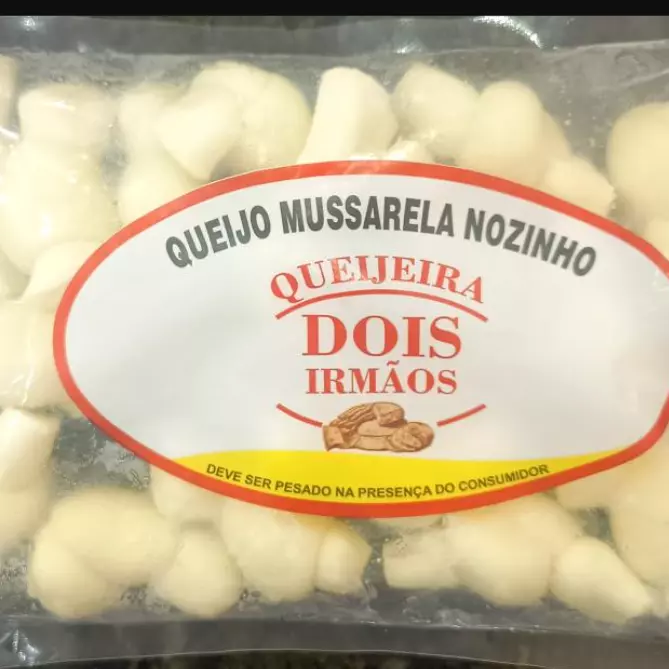 QUEIJO MUSSARELA NOZINHO
QUEIJEIRA
DOIS
IRMÃOS
DEVE SER PESADO NA PRESENÇA DO CONSUMIDOR